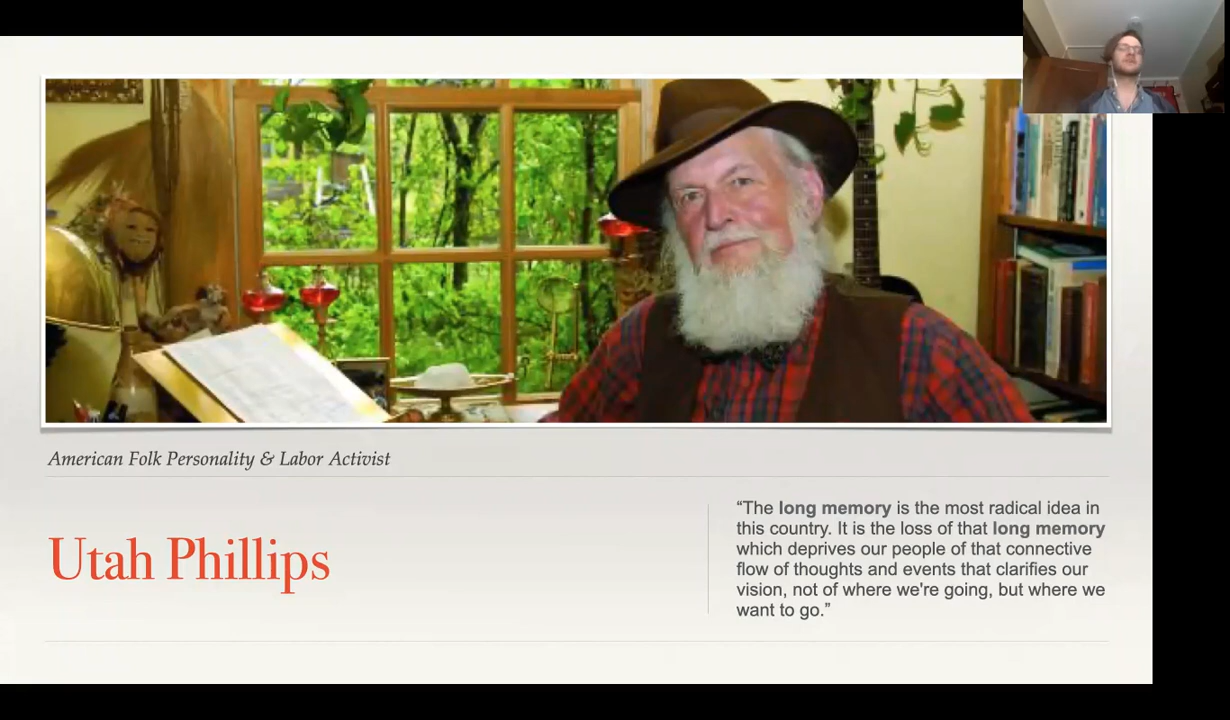 American Folk Personality & Labor Activist
Utah Phillips
“The long memory is the most radical idea in
this country. It is the loss of that long memory
which deprives our people of that connective
flow of thoughts and events that clarifies our
vision, not of where we're going, but where we
want to go.”